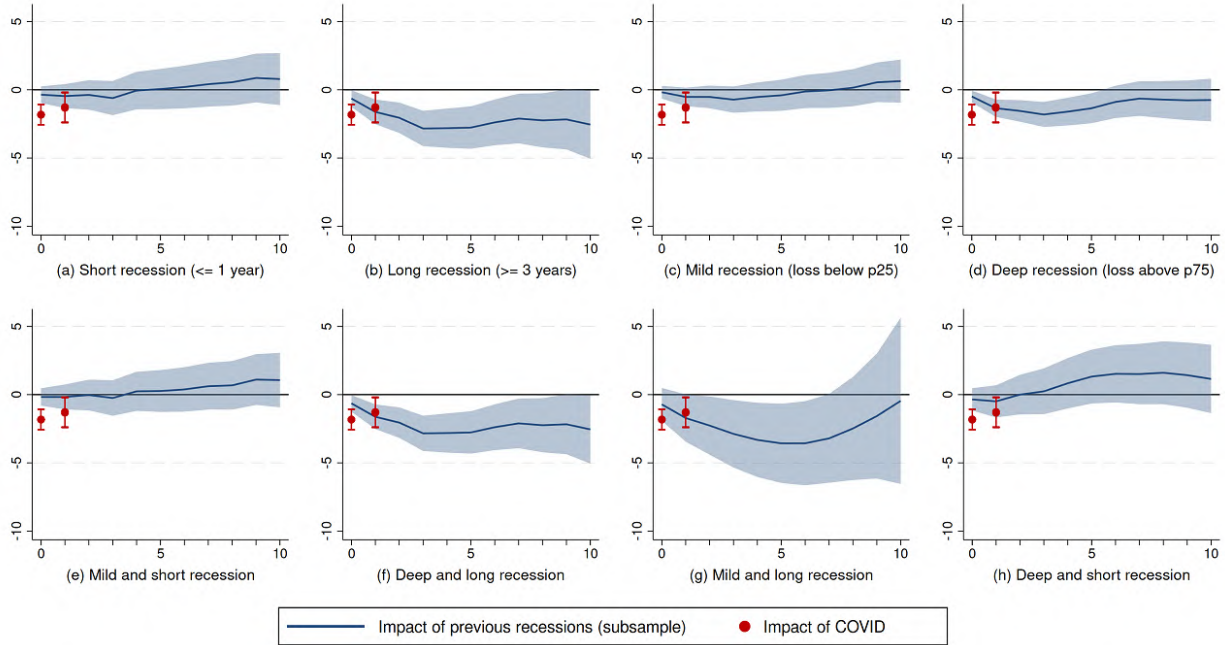 5
0
-5
-10
0 5 10
(a) Short recession (<= 1 year)
5
0
-5
-10
0 5 10
(b) Long recession (>= 3 years)
5
0
-5
-10
0 5 10
(c) Mild recession (loss below p25)
5
0
-5
-10
0 5 10
(d) Deep recession (loss above p75)
5
0
-5
-10
0 5 10
(e) Mild and short recession
5
0
-5
-10
0 5 10
(f) Deep and long recession
5
0
-5
-10
0 5 10
(g) Mild and long recession
5
0
-5
-10
0 5 10
(h) Deep and short recession
Impact of previous recessions (subsample) Impact of COVID